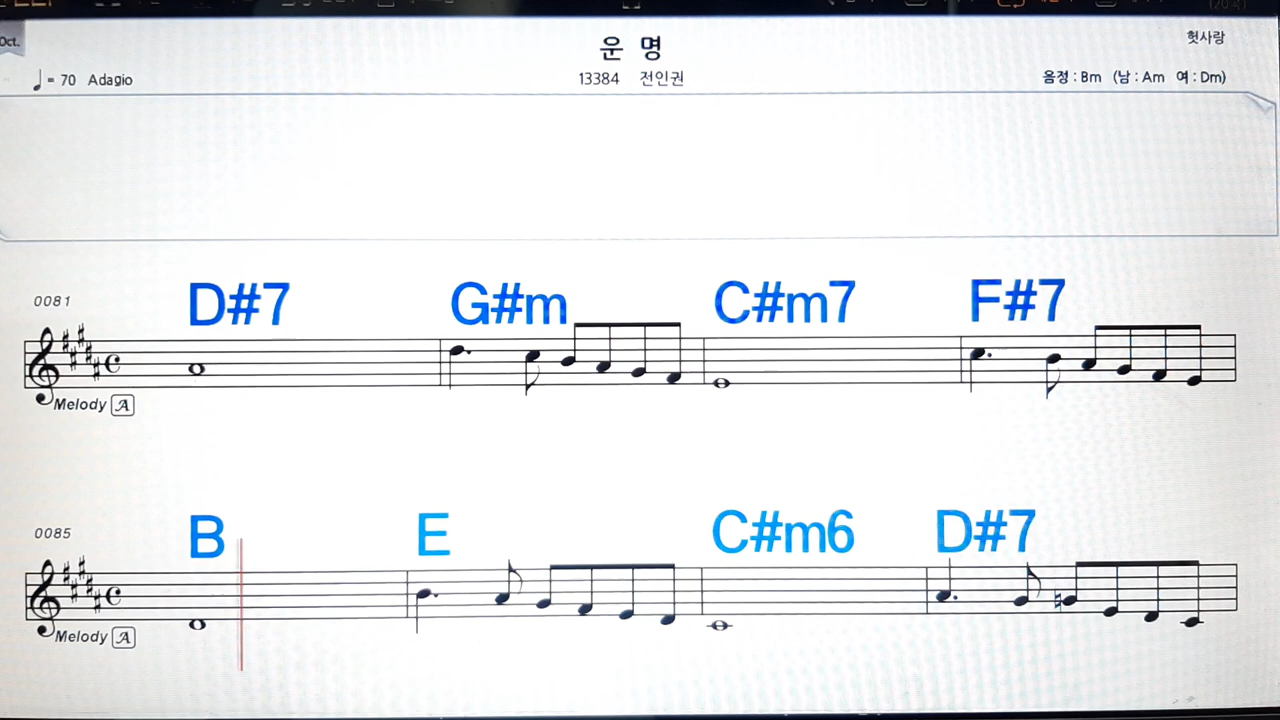 Oct.
운 명
헛사랑
♩= 70 Adagio
13384 전인권
음정 : Bm (남 : Am 여 : Dm)
0081
D#7 G#m C#m7 F#7
Melody A
0085
B E C#m6 D#7
Melody A